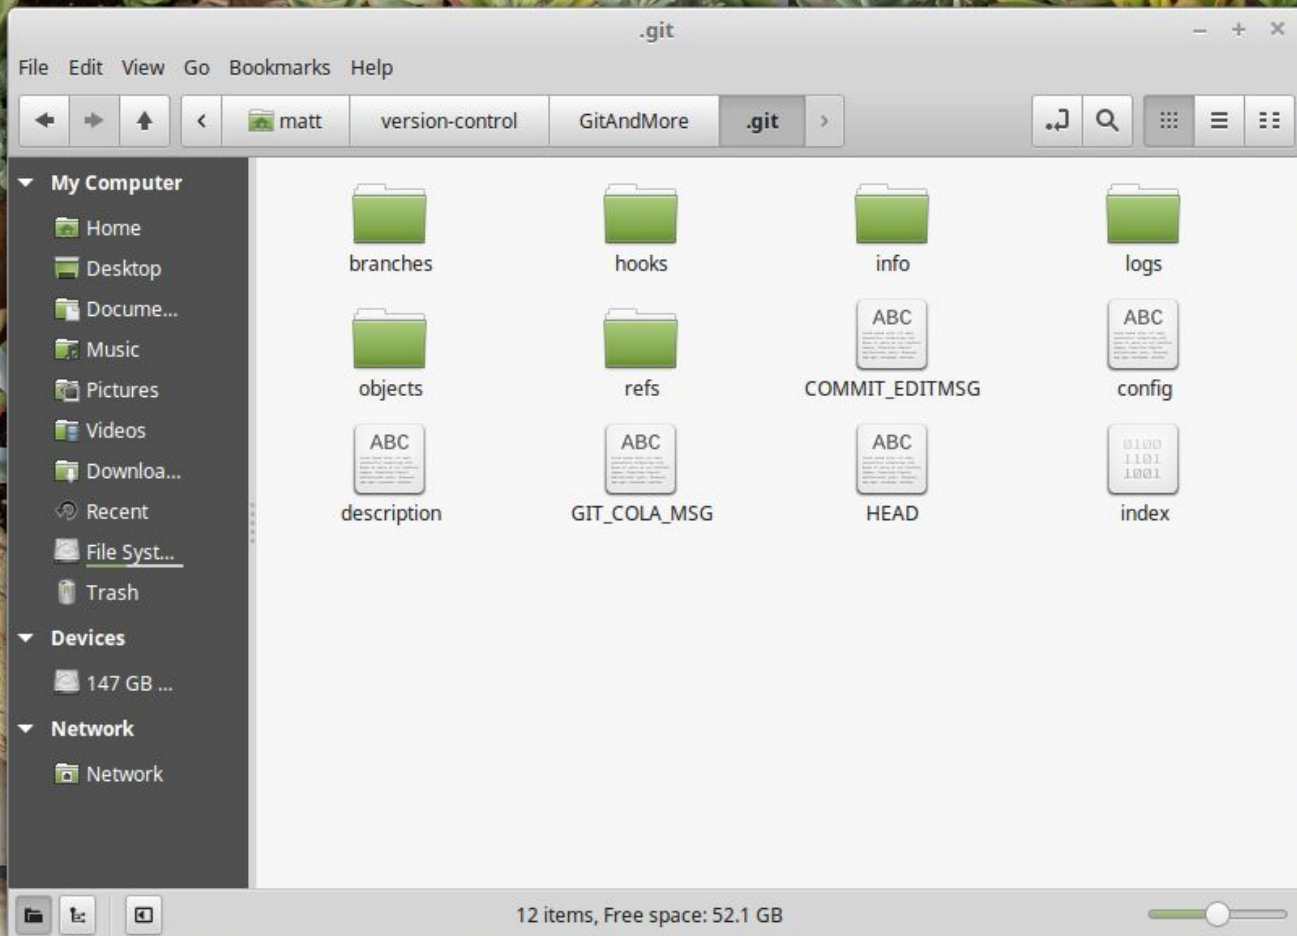 .git
File Edit View Go Bookmarks Help
matt version-control GitAndMore .git
My Computer
Home
Desktop
Docume...
Music
Pictures
Videos
Downloa...
Recent
File Syst...
Trash
Devices
147 GB ...
Network
Network
branches hooks info logs
ABC ABC
objects refs COMMIT_EDITMSG config
ABC ABC ABC 0100
1101
1001
description GIT_COLA_MSG HEAD index
12 items, Free space: 52.1 GB